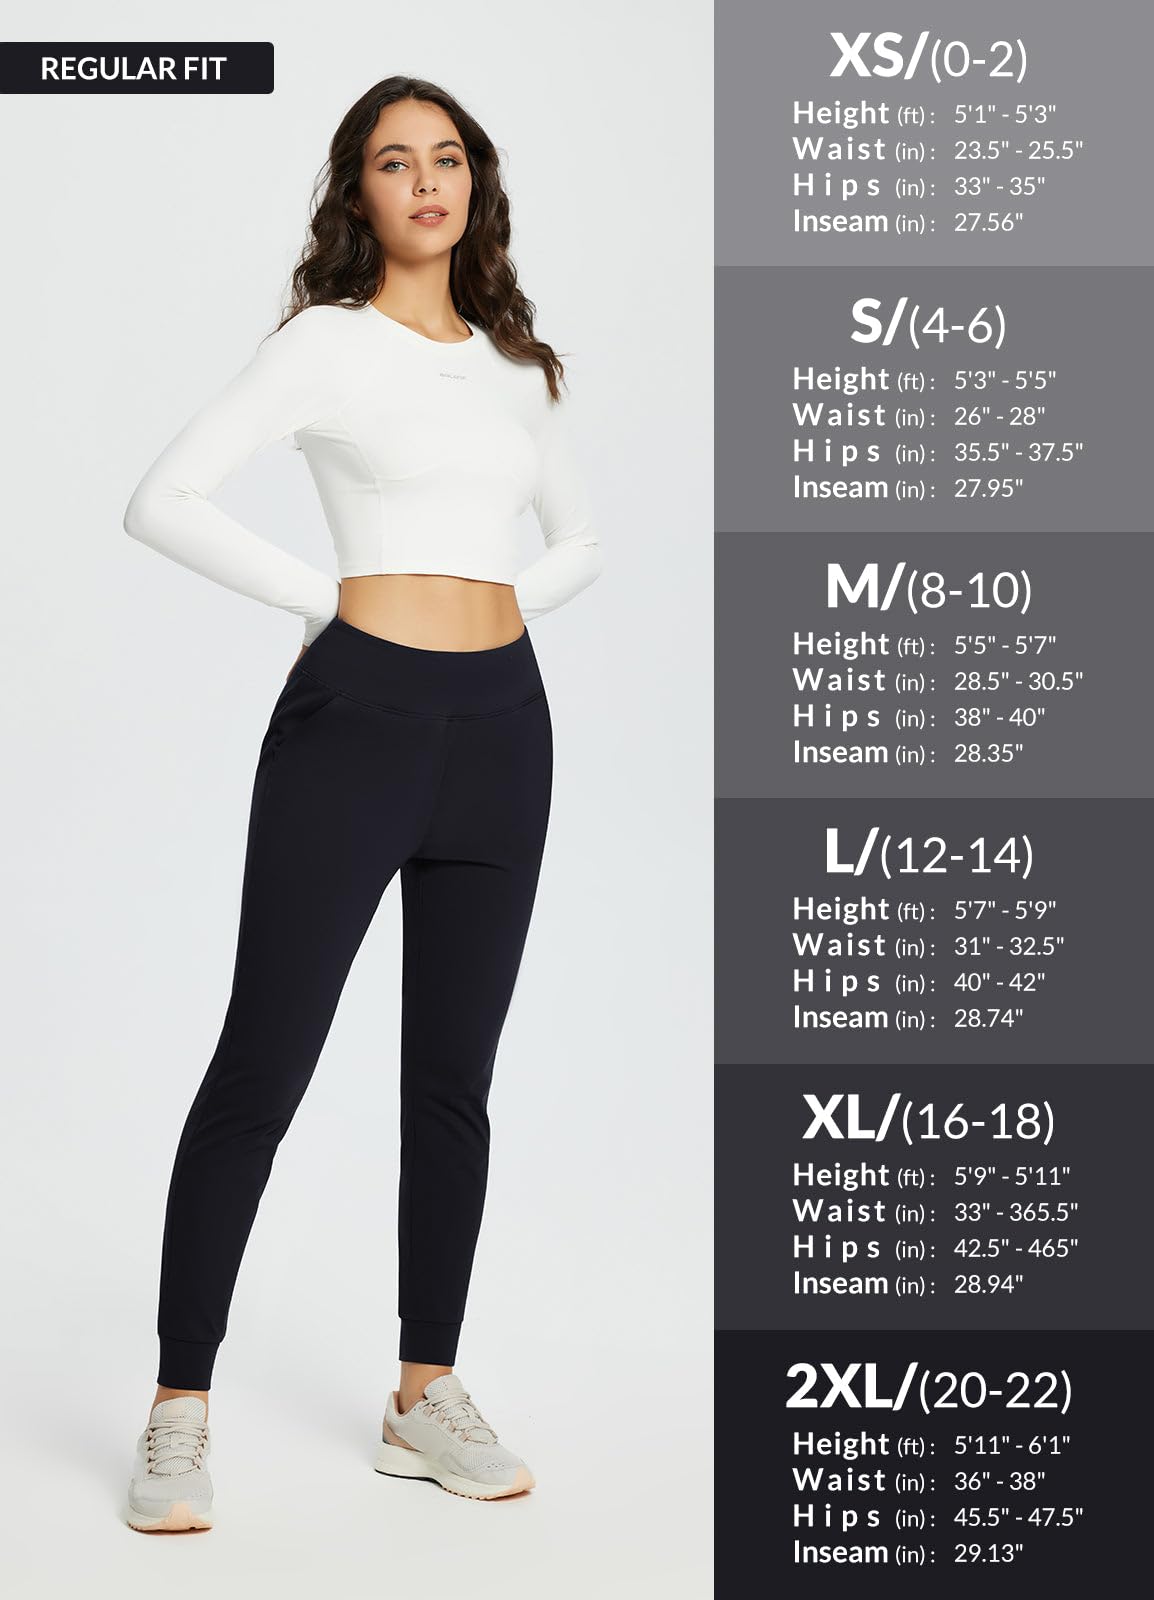 REGULAR FIT
XS/(0-2)
Height (ft) : 5'1" - 5'3"
Waist (in) : 23.5" - 25.5"
Hips (in) : 33" - 35"
Inseam (in) : 27.56"
S/(4-6)
Height (ft) : 5'3" - 5'5"
Waist (in) : 26" - 28"
Hips (in) : 35.5" - 37.5"
Inseam (in) : 27.95"
M/(8-10)
Height (ft) : 5'5" - 5'7"
Waist (in) : 28.5" - 30.5"
Hips (in) : 38" - 40"
Inseam (in) : 28.35"
L/(12-14)
Height (ft) : 5'7" - 5'9"
Waist (in) : 31" - 32.5"
Hips (in) : 40" - 42"
Inseam (in) : 28.74"
XL/(16-18)
Height (ft) : 5'9" - 5'11"
Waist (in) : 33" - 365.5"
Hips (in) : 42.5" - 465"
Inseam (in) : 28.94"
2XL/(20-22)
Height (ft) : 5'11" - 6'1"
Waist (in) : 36" - 38"
Hips (in) : 45.5" - 47.5"
Inseam (in) : 29.13"